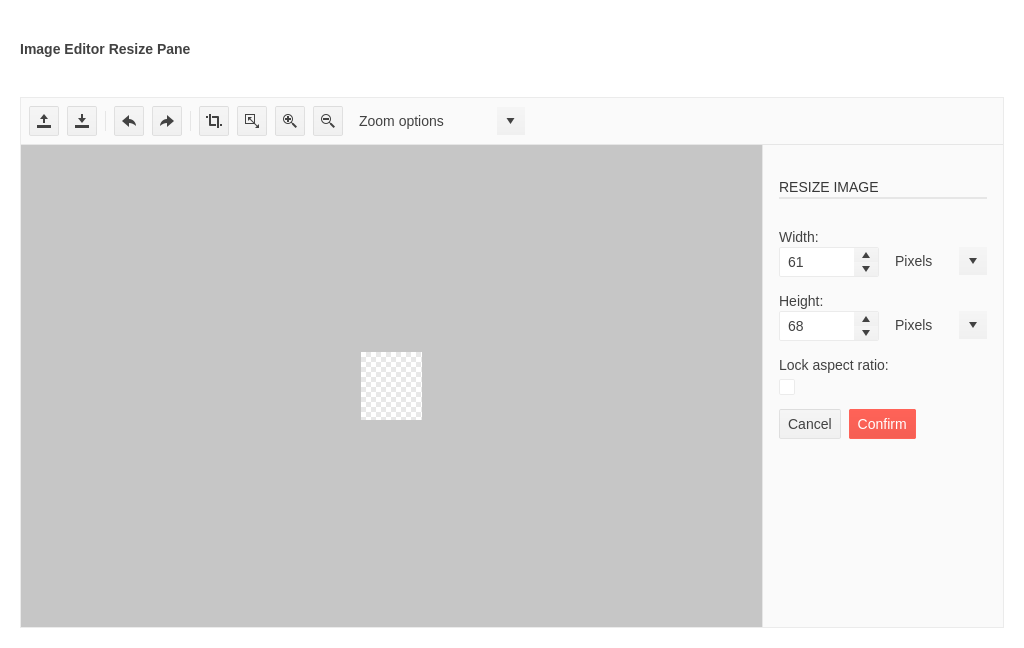 Image Editor Resize Pane
Zoom options
RESIZE IMAGE
Width:
61
Pixels
Height:
68
Pixels
Lock aspect ratio:
Cancel
Confirm